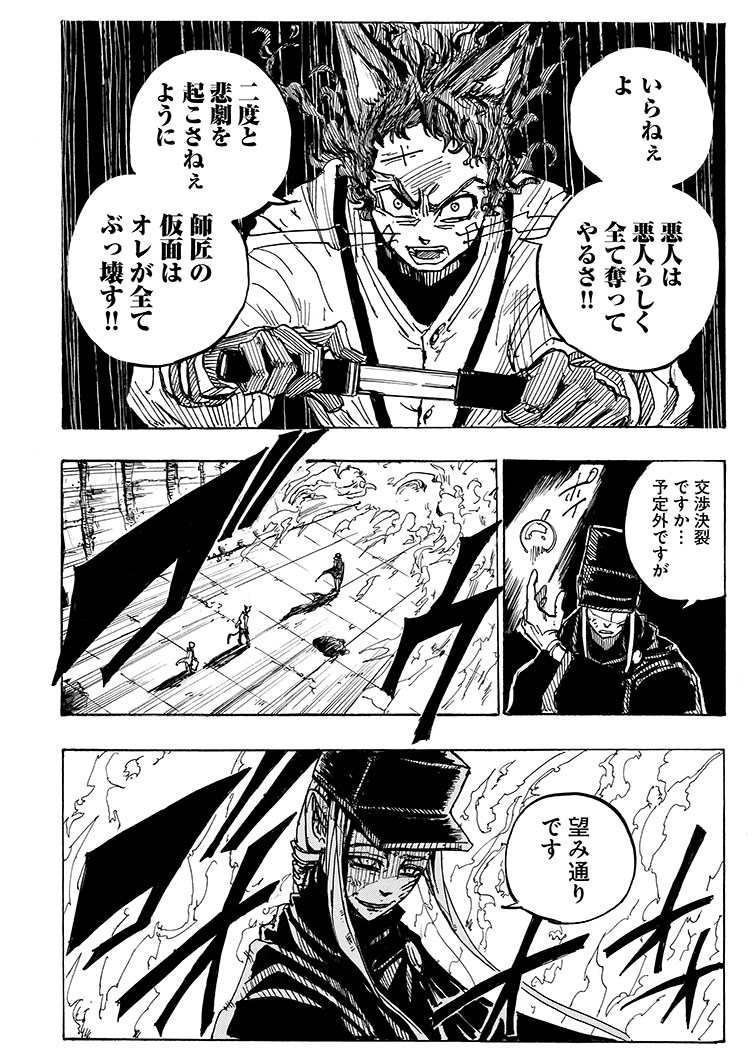 いらねぇ
よ
悪人は
悪人らしく
全て奪って
やるさ!!
二度と
悲劇を
起こさねぇ
ように
師匠の
仮面は
オレが全て
ぶっ壊す!!
交渉決裂
ですか…
予定外ですが
望み通り
です